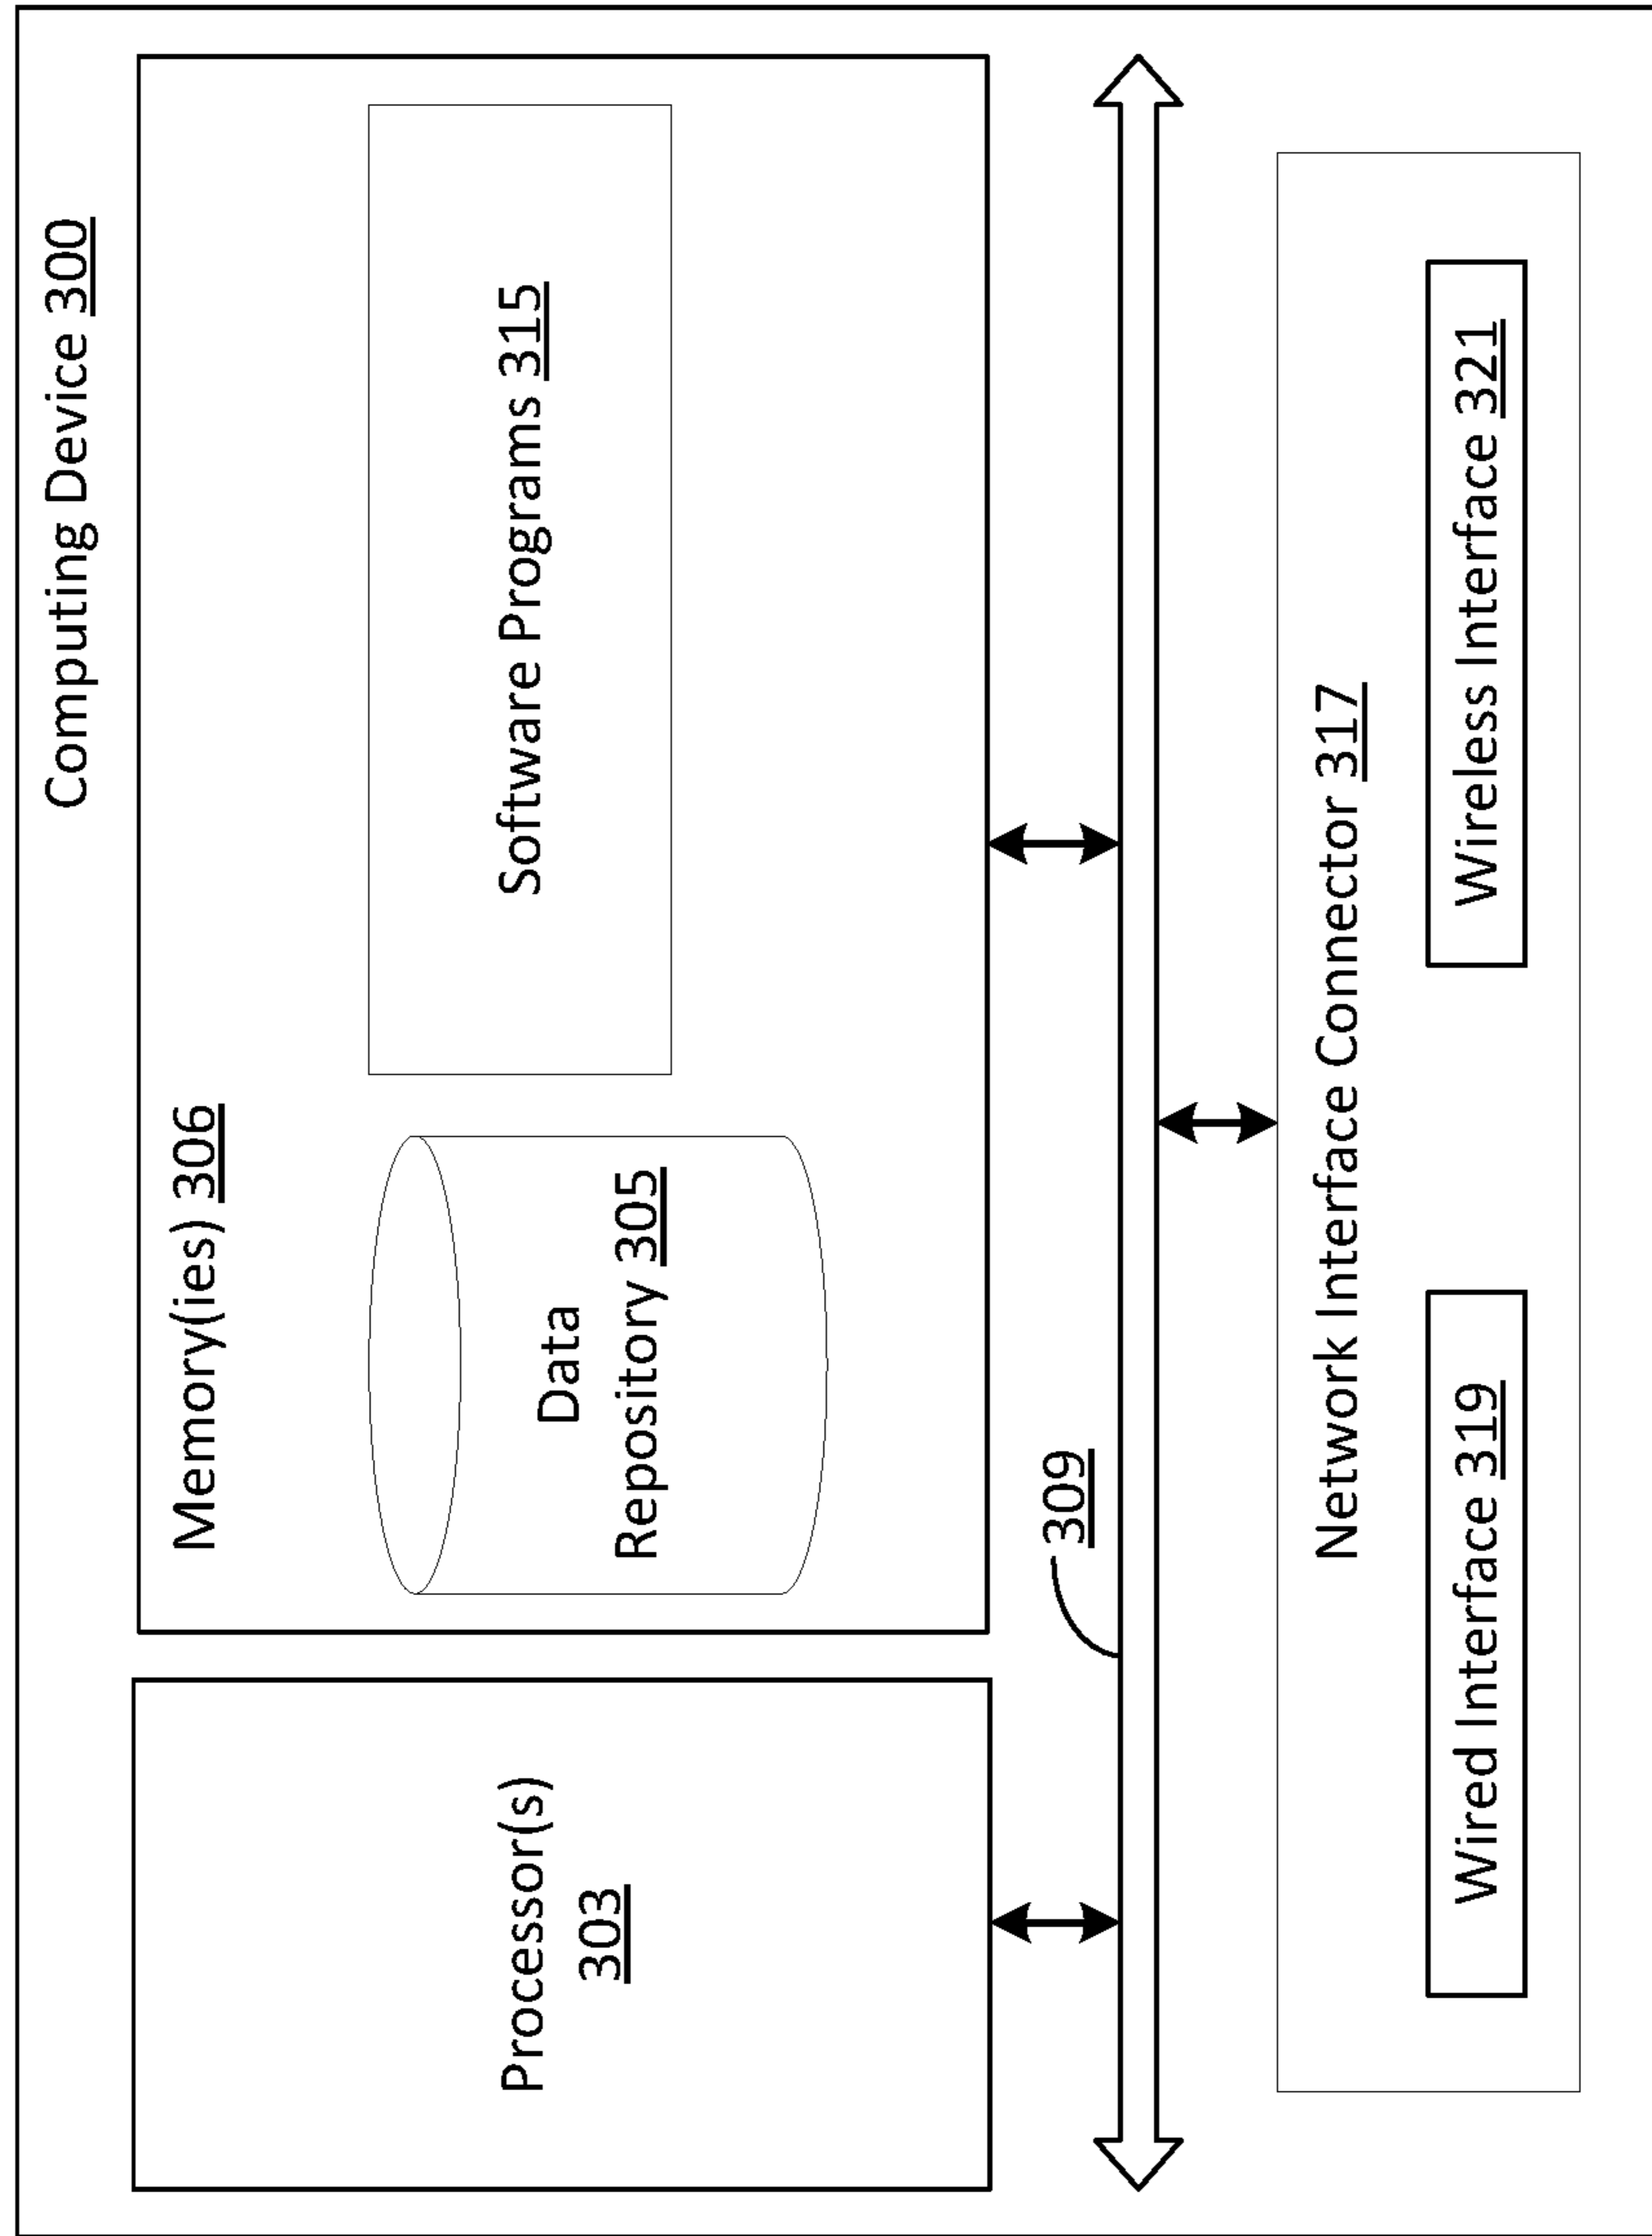 Computing Device 300
Processor(s)
303
Memory(ies) 306
Data
Repository 305
Software Programs 315
309
Network Interface Connector 317
Wired Interface 319
Wireless Interface 321